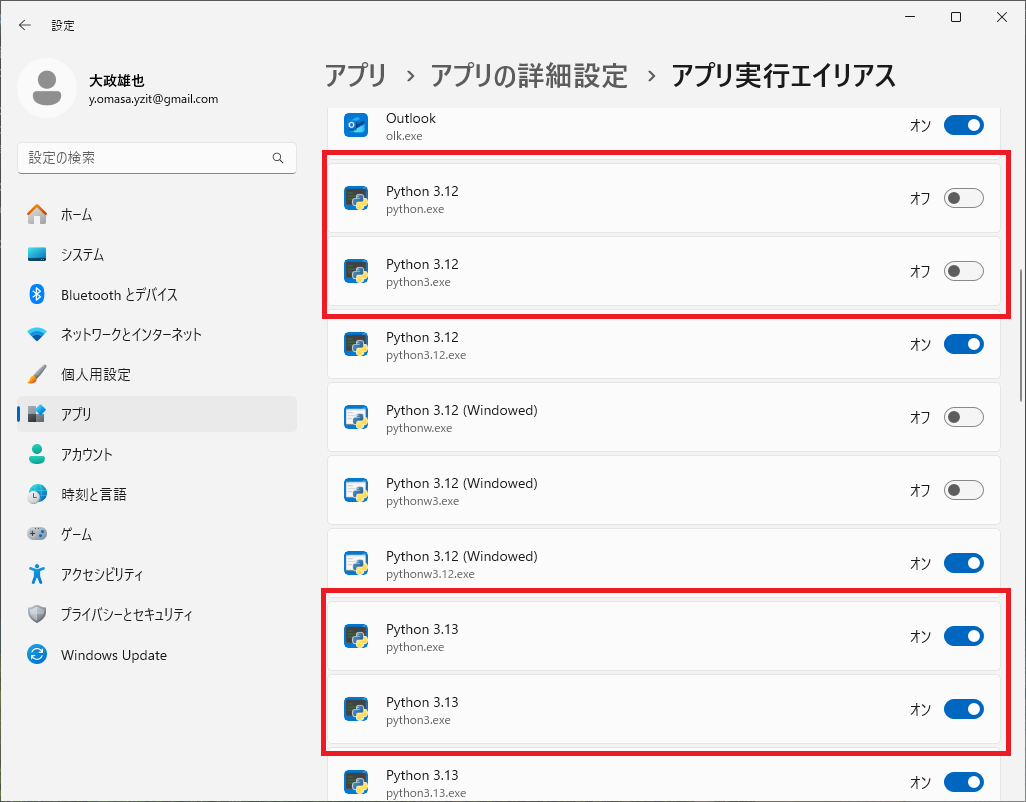 設定
大政雄也
y.omasa.yzit@gmail.com
設定の検索
ホーム
システム
Bluetooth とデバイス
ネットワークとインターネット
個人用設定
アプリ
アカウント
時刻と言語
ゲーム
アクセシビリティ
プライバシーとセキュリティ
Windows Update
アプリ › アプリの詳細設定 › アプリ実行エイリアス
Outlook
olk.exe
オン
Python 3.12
python.exe
オフ
Python 3.12
python3.exe
オフ
Python 3.12
python3.12.exe
オン
Python 3.12 (Windowed)
pythonw.exe
オフ
Python 3.12 (Windowed)
pythonw3.exe
オフ
Python 3.12 (Windowed)
pythonw3.12.exe
オン
Python 3.13
python.exe
オン
Python 3.13
python3.exe
オン
Python 3.13
python3.13.exe
オン